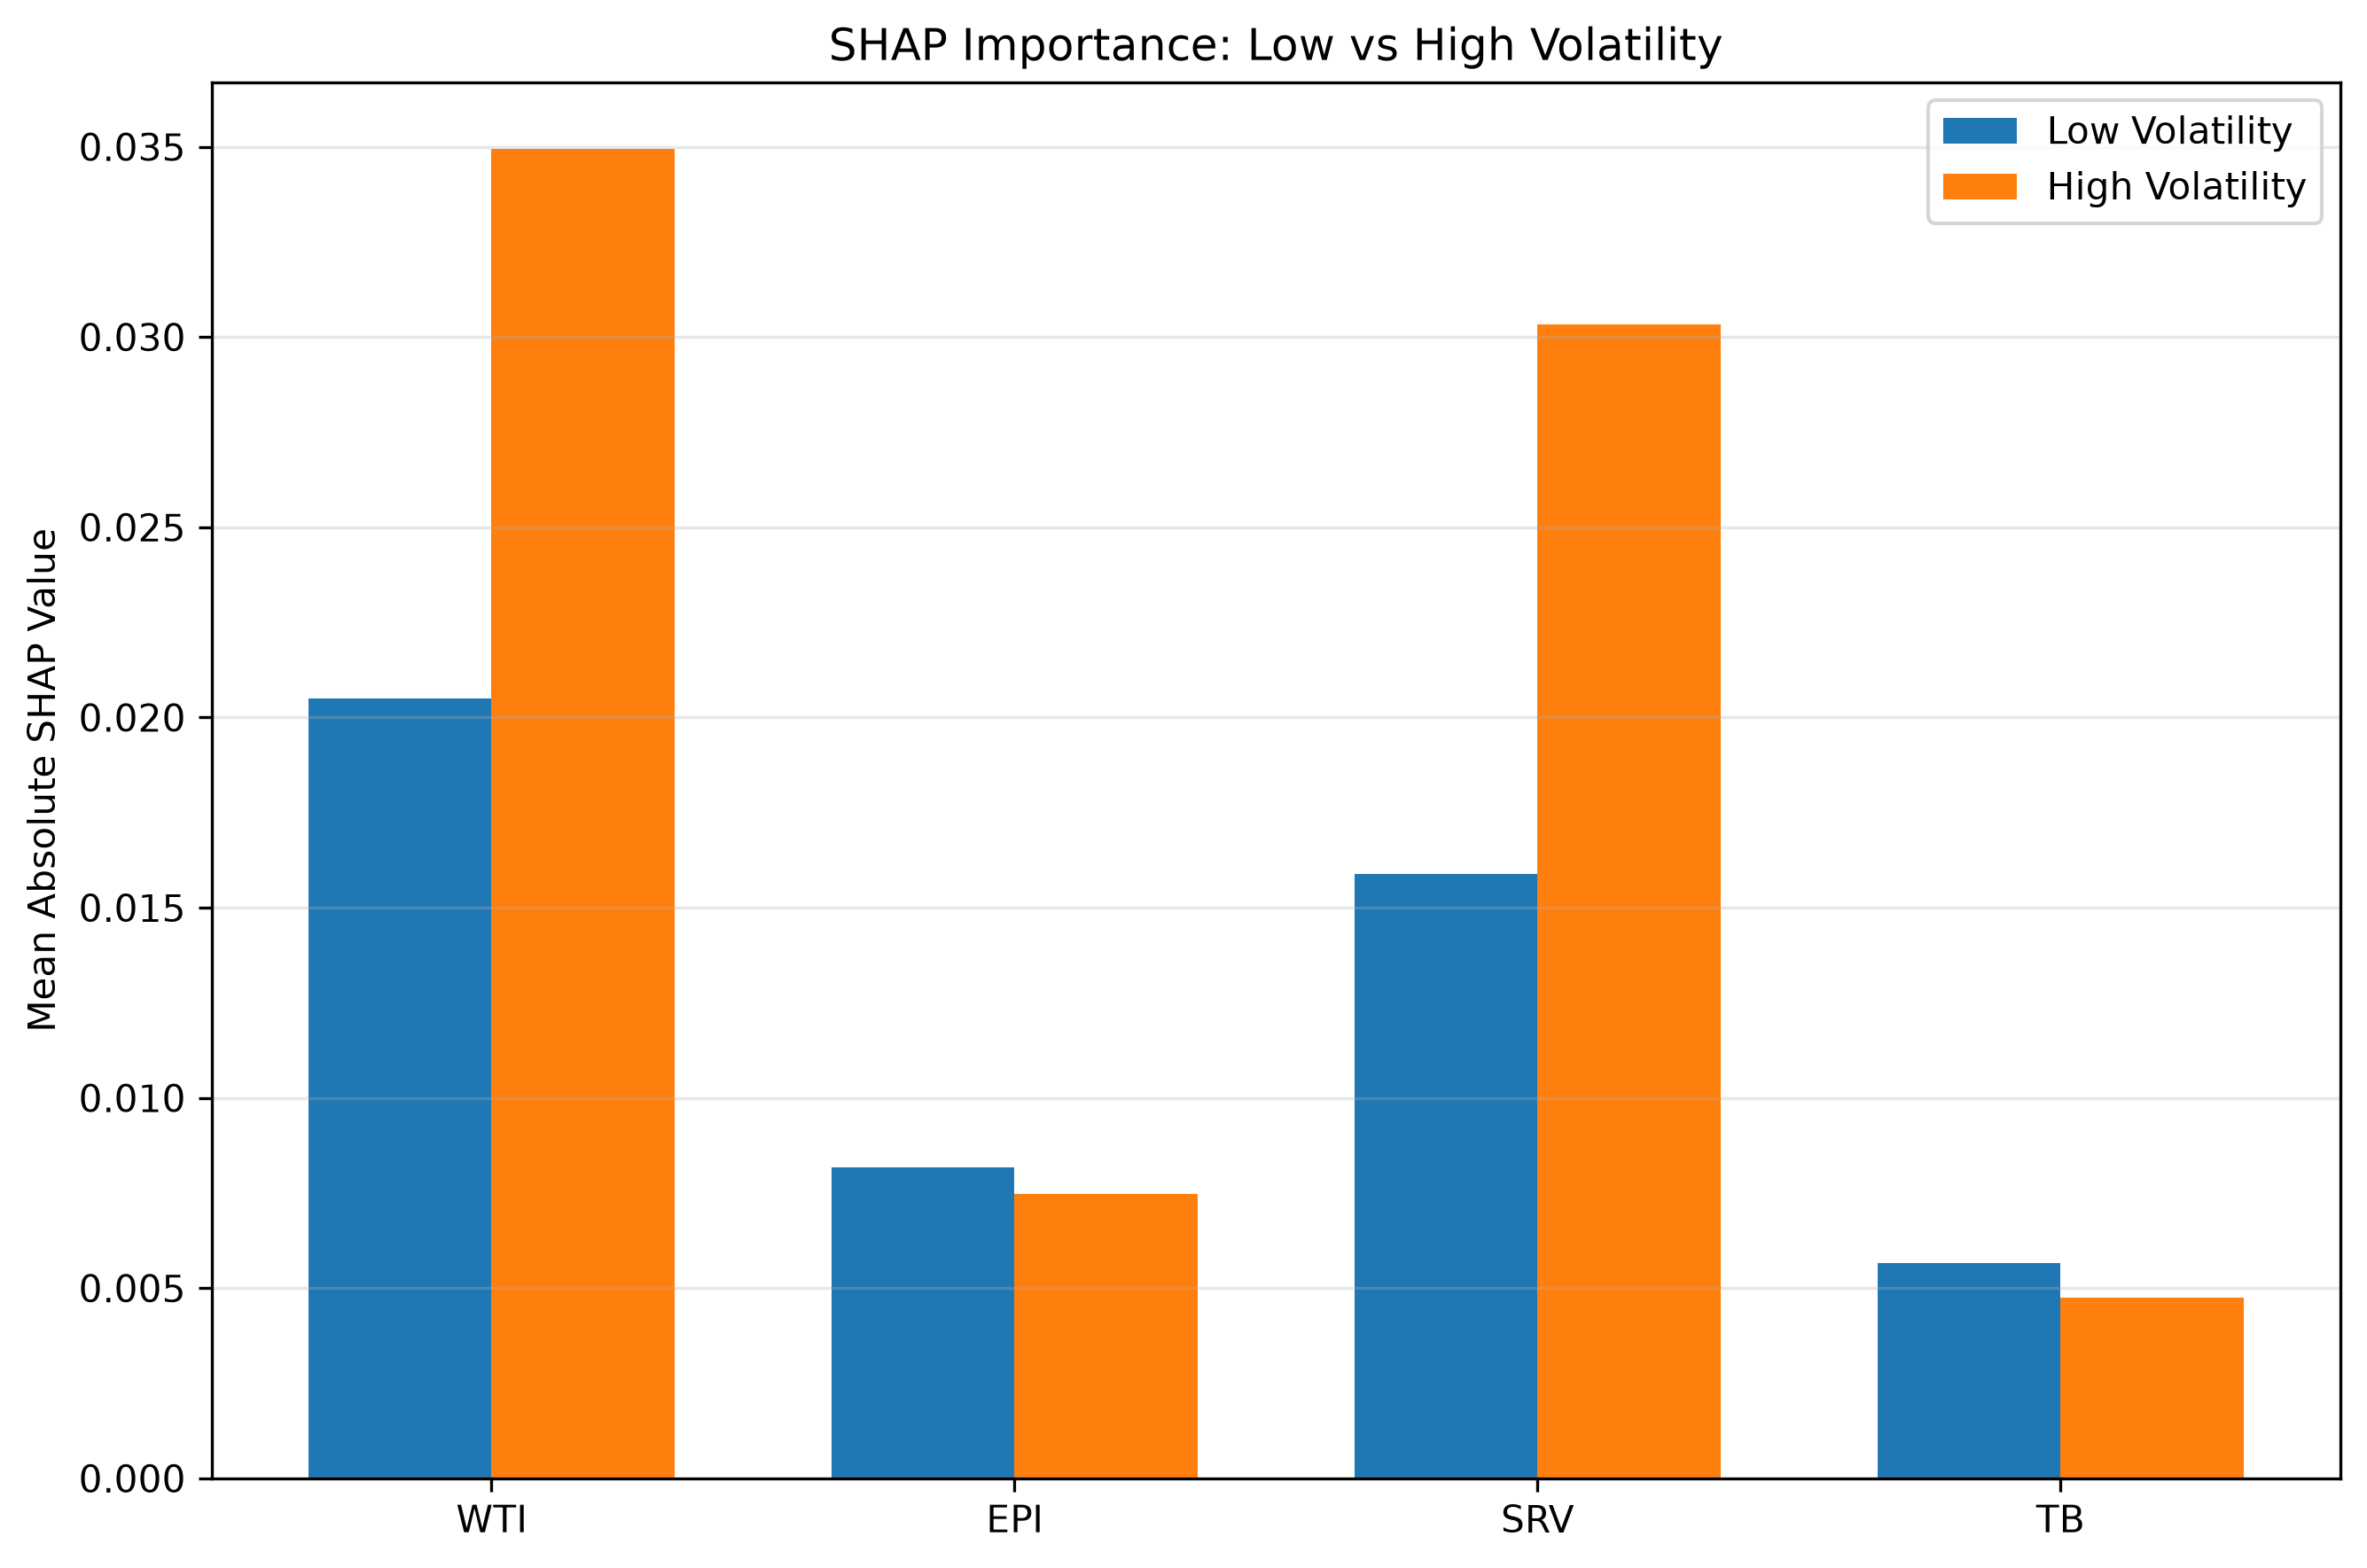 SHAP Importance: Low vs High Volatility
Low Volatility
High Volatility
Mean Absolute SHAP Value
0.035
0.030
0.025
0.020
0.015
0.010
0.005
0.000
WTI
EPI
SRV
TB